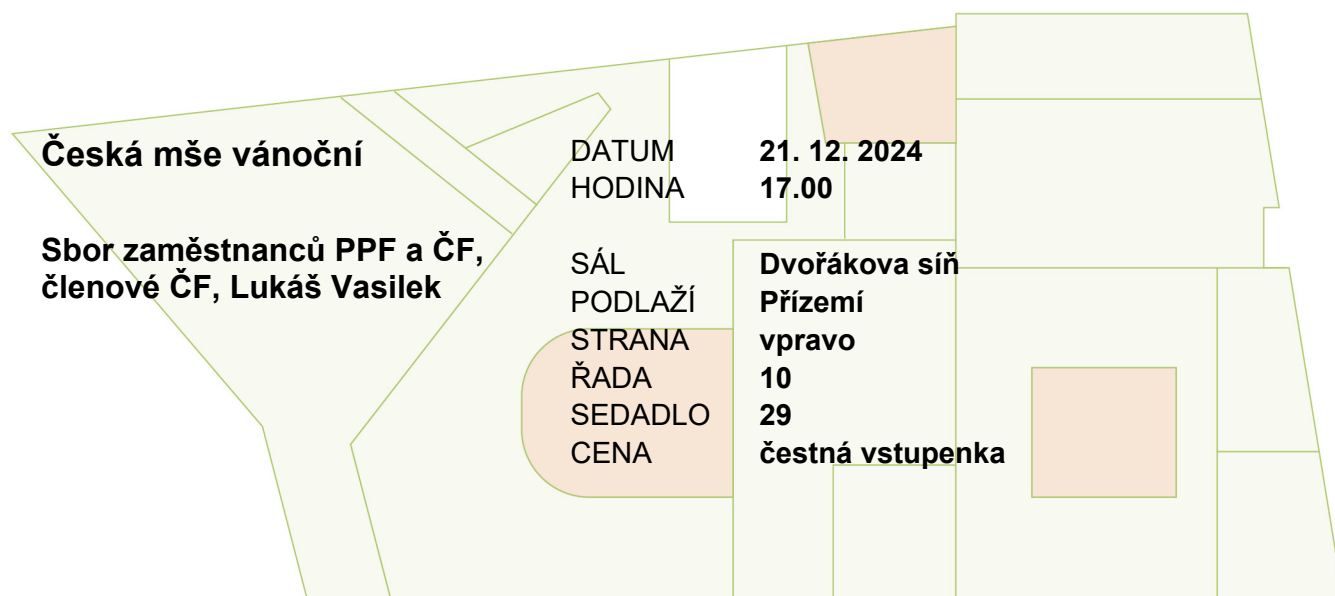 Česká mše vánoční
Sbor zaměstnanců PPF a ČF,
členové ČF, Lukáš Vasilek
DATUM 21. 12. 2024
HODINA 17.00
SÁL Dvořákova síň
PODLAŽÍ Přízemí
STRANA vpravo
ŘADA 10
SEDADLO 29
CENA čestná vstupenka